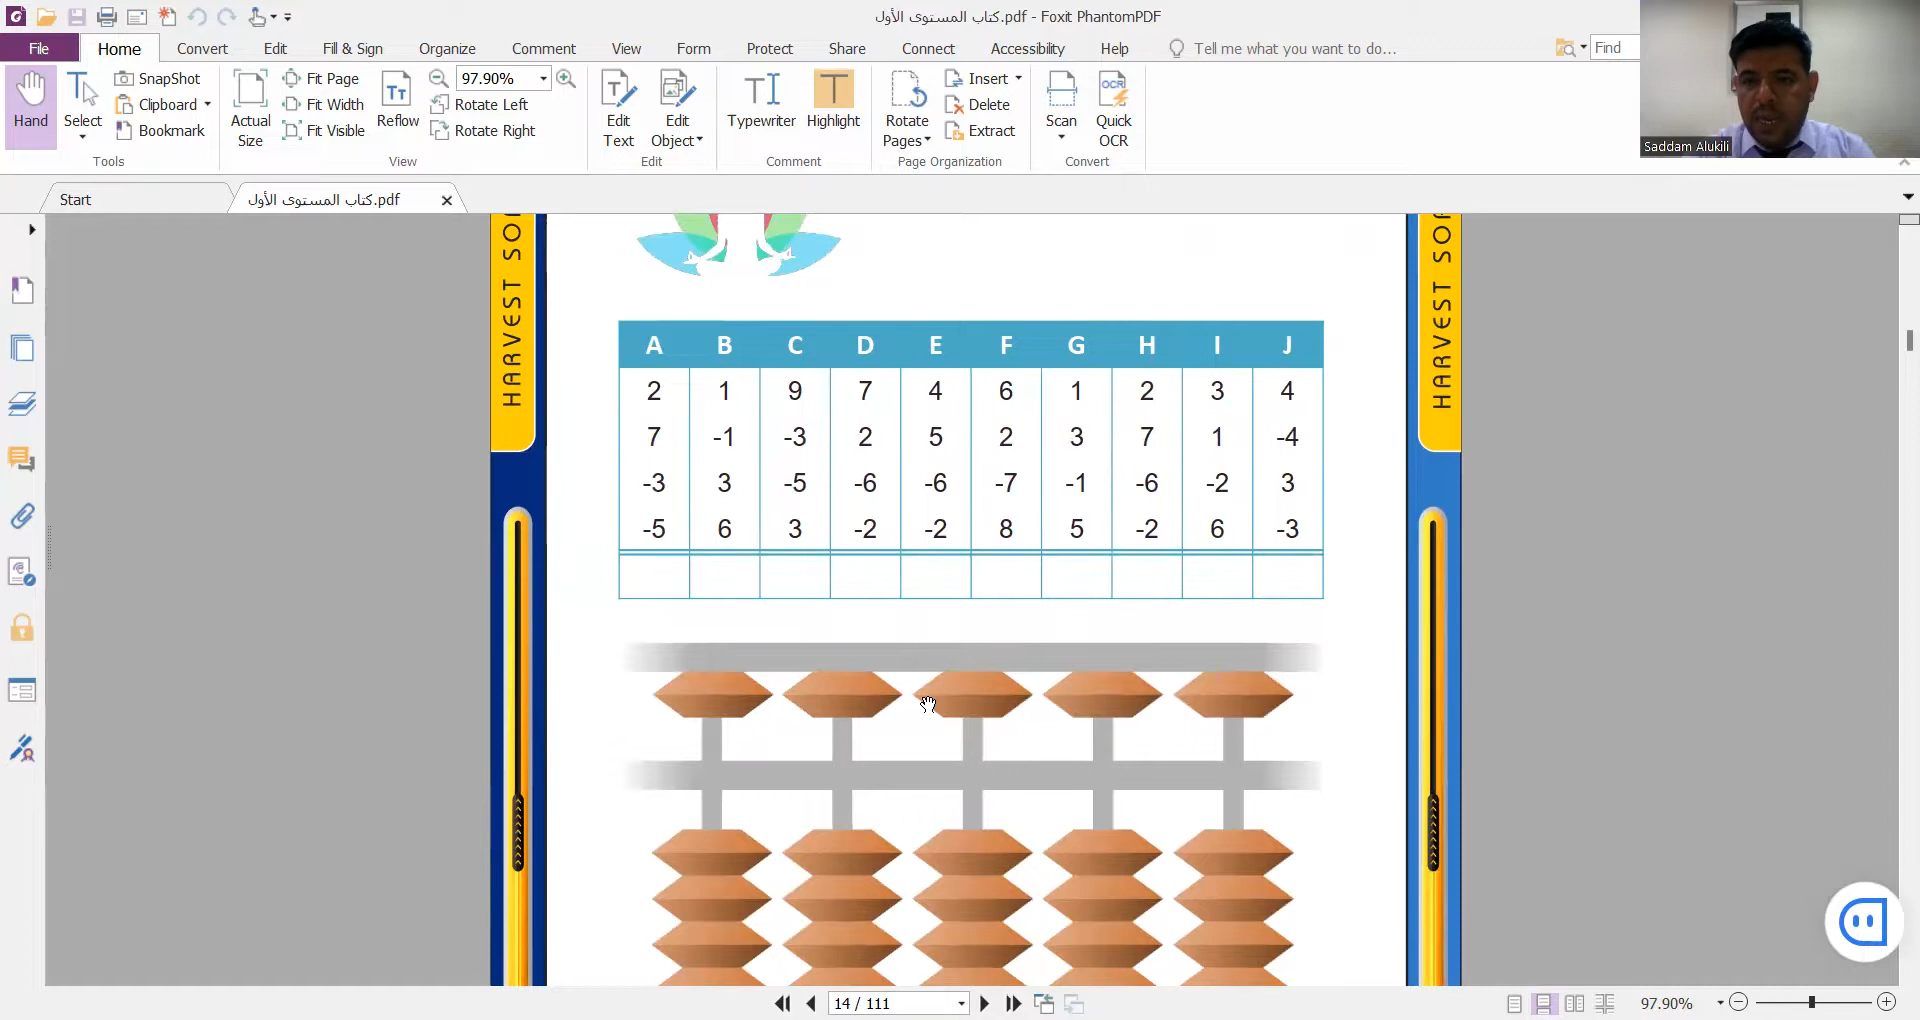 كتاب المستوى الأول.pdf - Foxit PhantomPDF
File Home Convert Edit Fill & Sign Organize Comment View Form Protect Share Connect Accessibility Help Tell me what you want to do... Find
Hand
Select
SnapShot
Clipboard
Bookmark
Tools
Actual Size
Fit Page
Fit Width
Fit Visible
Reflow
97.90%
Rotate Left
Rotate Right
View
Edit Text
Edit Object
Edit
Typewriter
Highlight
Comment
Rotate Pages
Insert
Delete
Extract
Page Organization
Scan
Quick OCR
Convert
Saddam Alukili
Start
كتاب المستوى الأول.pdf
HARVEST
HARVEST
A B C D E F G H I J
2 1 9 7 4 6 1 2 3 4
7 -1 -3 2 5 2 3 7 1 -4
-3 3 -5 -6 -6 -7 -1 -6 -2 3
-5 6 3 -2 -2 8 5 -2 6 -3
14 / 111
97.90%